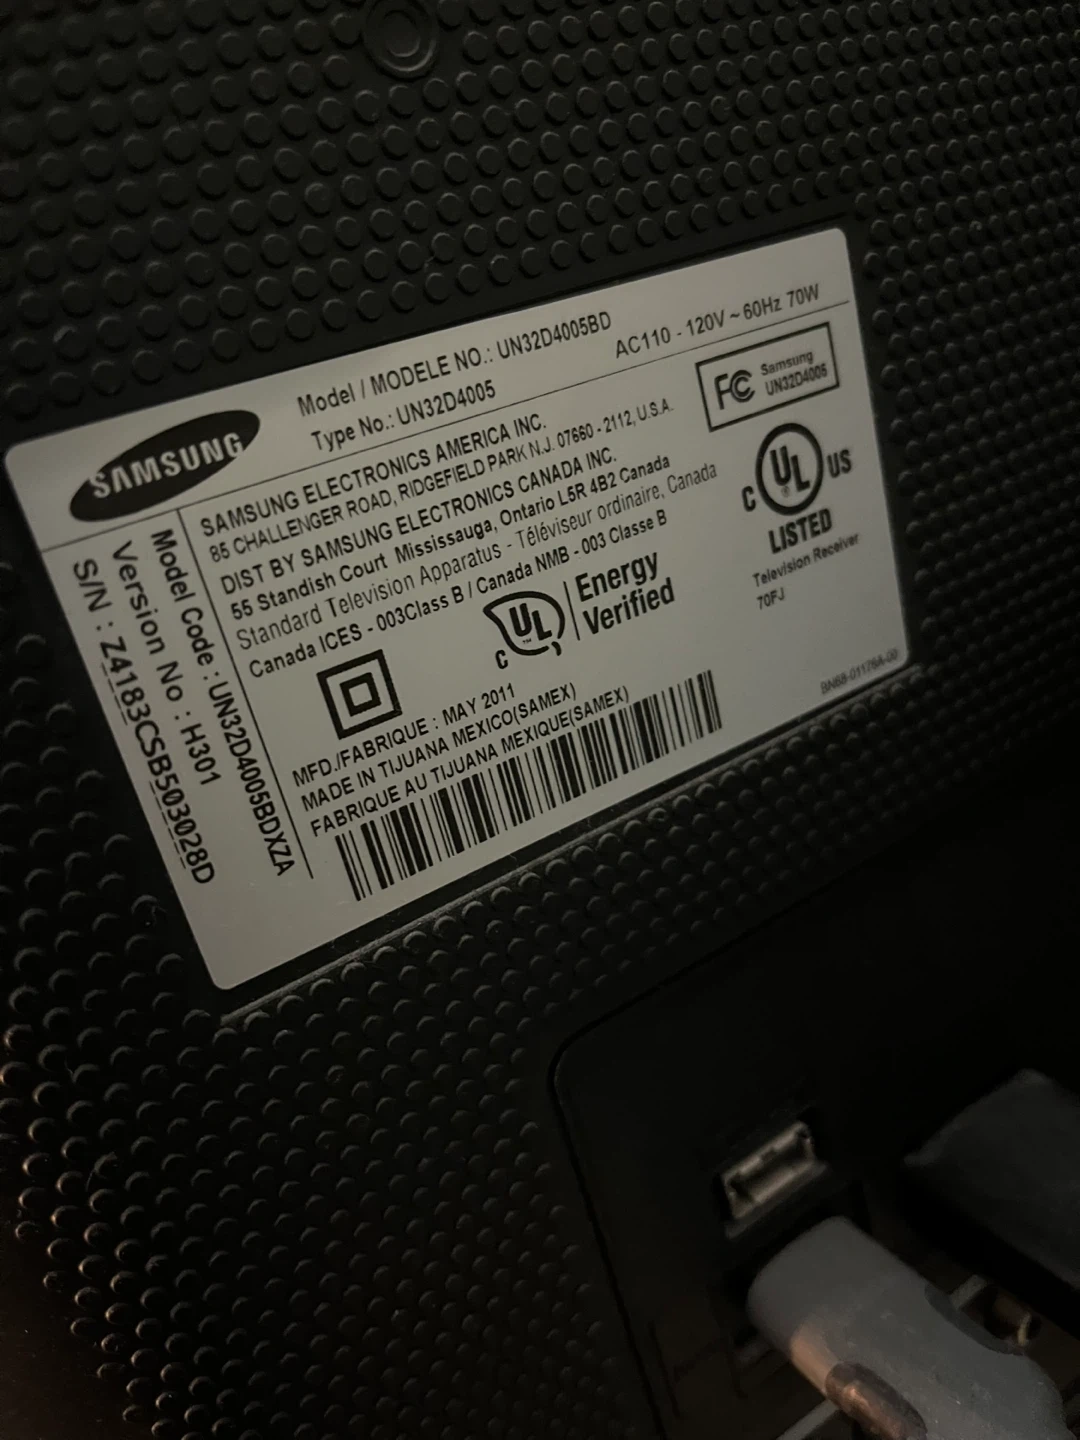 SAMSUNG
Model / MODELE NO.: UN32D4005BD
Type No.: UN32D4005
AC110 - 120V ~ 60Hz 70W
SAMSUNG ELECTRONICS AMERICA INC.
85 CHALLENGER ROAD, RIDGEFIELD PARK N.J. 07660 - 2112, U.S.A.
DIST BY SAMSUNG ELECTRONICS CANADA INC.
55 Standish Court Mississauga, Ontario L5R 4B2 Canada
Standard Television Apparatus - Téléviseur ordinaire, Canada
Canada ICES - 003Class B / Canada NMB - 003 Classe B
FC Samsung
UN32D4005
C UL US
®
LISTED
Television Receiver
70FJ
C UL ™
Energy
Verified
MFD./FABRIQUE : MAY 2011
MADE IN TIJUANA MEXICO(SAMEX)
FABRIQUE AU TIJUANA MEXIQUE(SAMEX)
BN68-01176A-00
Model Code : UN32D4005BDXZA
Version No : H301
S/N : Z4183CSB503028D